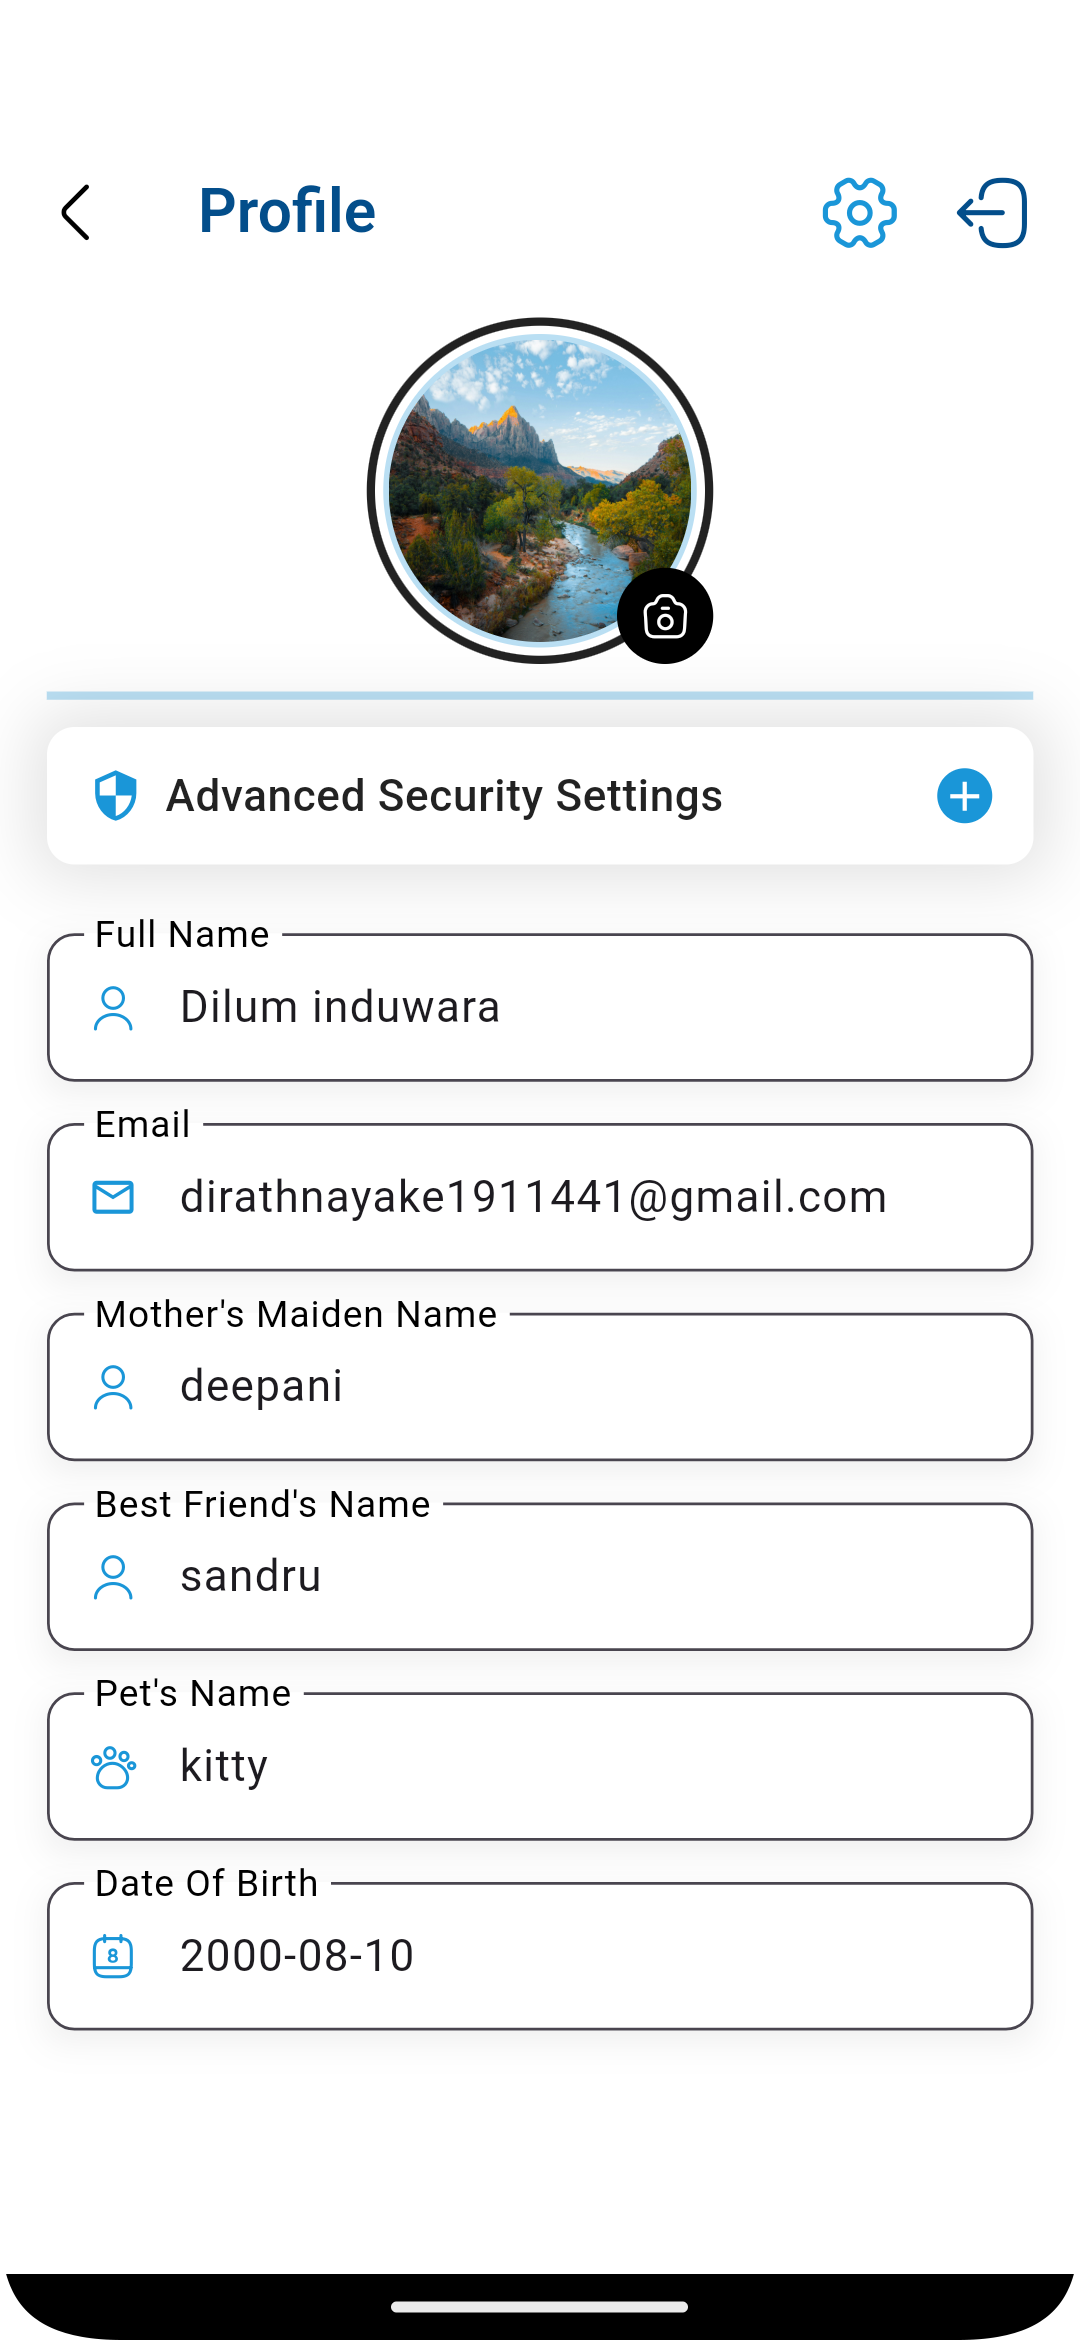 Profile
Advanced Security Settings
Full Name
Dilum induwara
Email
dirathnayake1911441@gmail.com
Mother's Maiden Name
deepani
Best Friend's Name
sandru
Pet's Name
kitty
Date Of Birth
8
2000-08-10